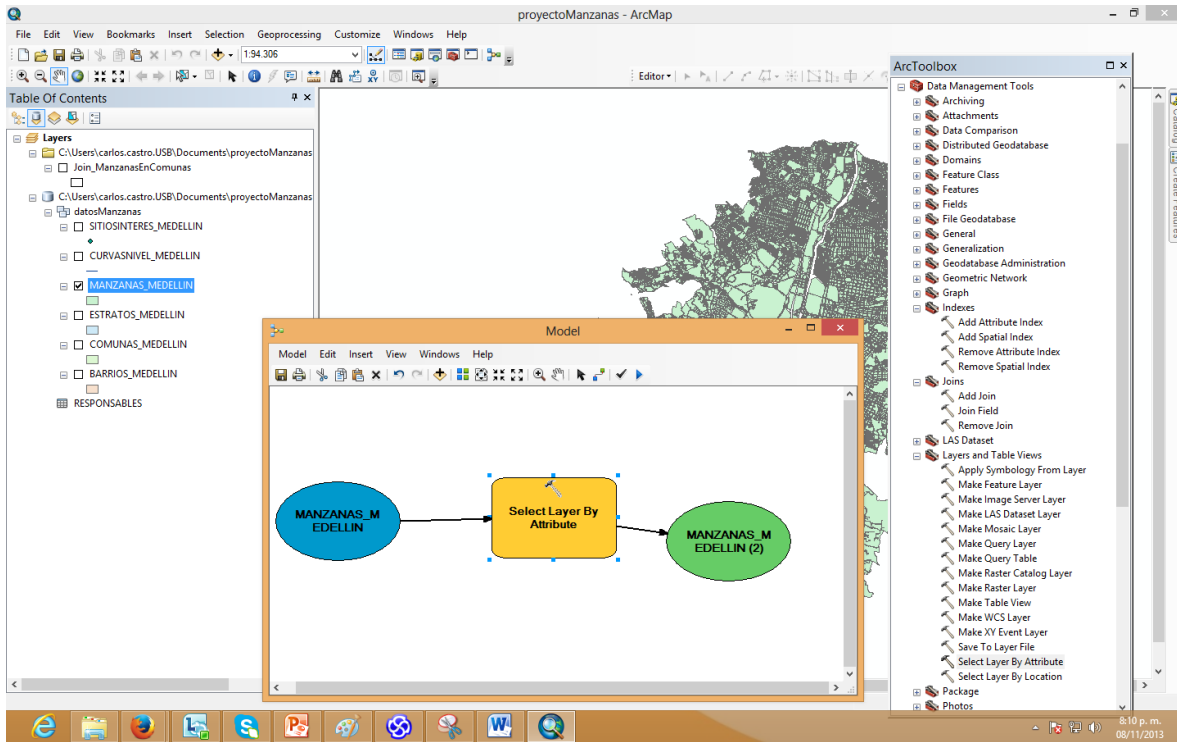 proyectoManzanas - ArcMap
File Edit View Bookmarks Insert Selection Geoprocessing Customize Windows Help
1:94.306
Editor
Table Of Contents
Layers
C:\Users\carlos.castro.USB\Documents\proyectoManzanas
Join_ManzanasEnComunas
C:\Users\carlos.castro.USB\Documents\proyectoManzanas
datosManzanas
SITIOSINTERES_MEDELLIN
CURVASNIVEL_MEDELLIN
MANZANAS_MEDELLIN
ESTRATOS_MEDELLIN
COMUNAS_MEDELLIN
BARRIOS_MEDELLIN
RESPONSABLES
Model
Model Edit Insert View Windows Help
MANZANAS_M
EDELLIN
Select Layer By
Attribute
MANZANAS_M
EDELLIN (2)
ArcToolbox
Data Management Tools
Archiving
Attachments
Data Comparison
Distributed Geodatabase
Domains
Feature Class
Features
Fields
File Geodatabase
General
Generalization
Geodatabase Administration
Geometric Network
Graph
Indexes
Add Attribute Index
Add Spatial Index
Remove Attribute Index
Remove Spatial Index
Joins
Add Join
Join Field
Remove Join
LAS Dataset
Layers and Table Views
Apply Symbology From Layer
Make Feature Layer
Make Image Server Layer
Make LAS Dataset Layer
Make Mosaic Layer
Make Query Layer
Make Query Table
Make Raster Catalog Layer
Make Raster Layer
Make Table View
Make WCS Layer
Make XY Event Layer
Save To Layer File
Select Layer By Attribute
Select Layer By Location
Package
Photos
Catalog
Create Features
8:10 p. m.
08/11/2013